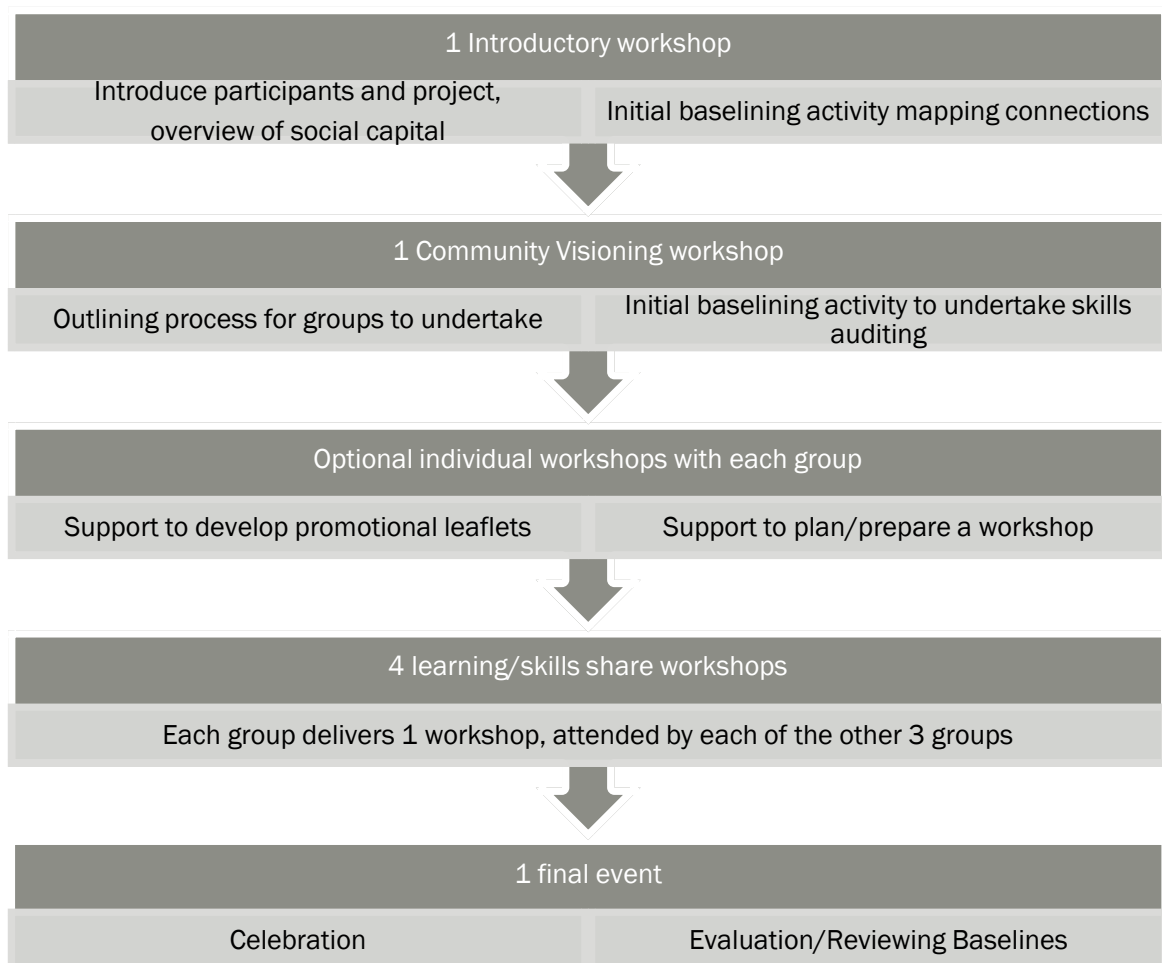 1 Introductory workshop
Introduce participants and project,
overview of social capital
Initial baselining activity mapping connections
1 Community Visioning workshop
Outlining process for groups to undertake
Initial baselining activity to undertake skills
auditing
Optional individual workshops with each group
Support to develop promotional leaflets
Support to plan/prepare a workshop
4 learning/skills share workshops
Each group delivers 1 workshop, attended by each of the other 3 groups
1 final event
Celebration
Evaluation/Reviewing Baselines